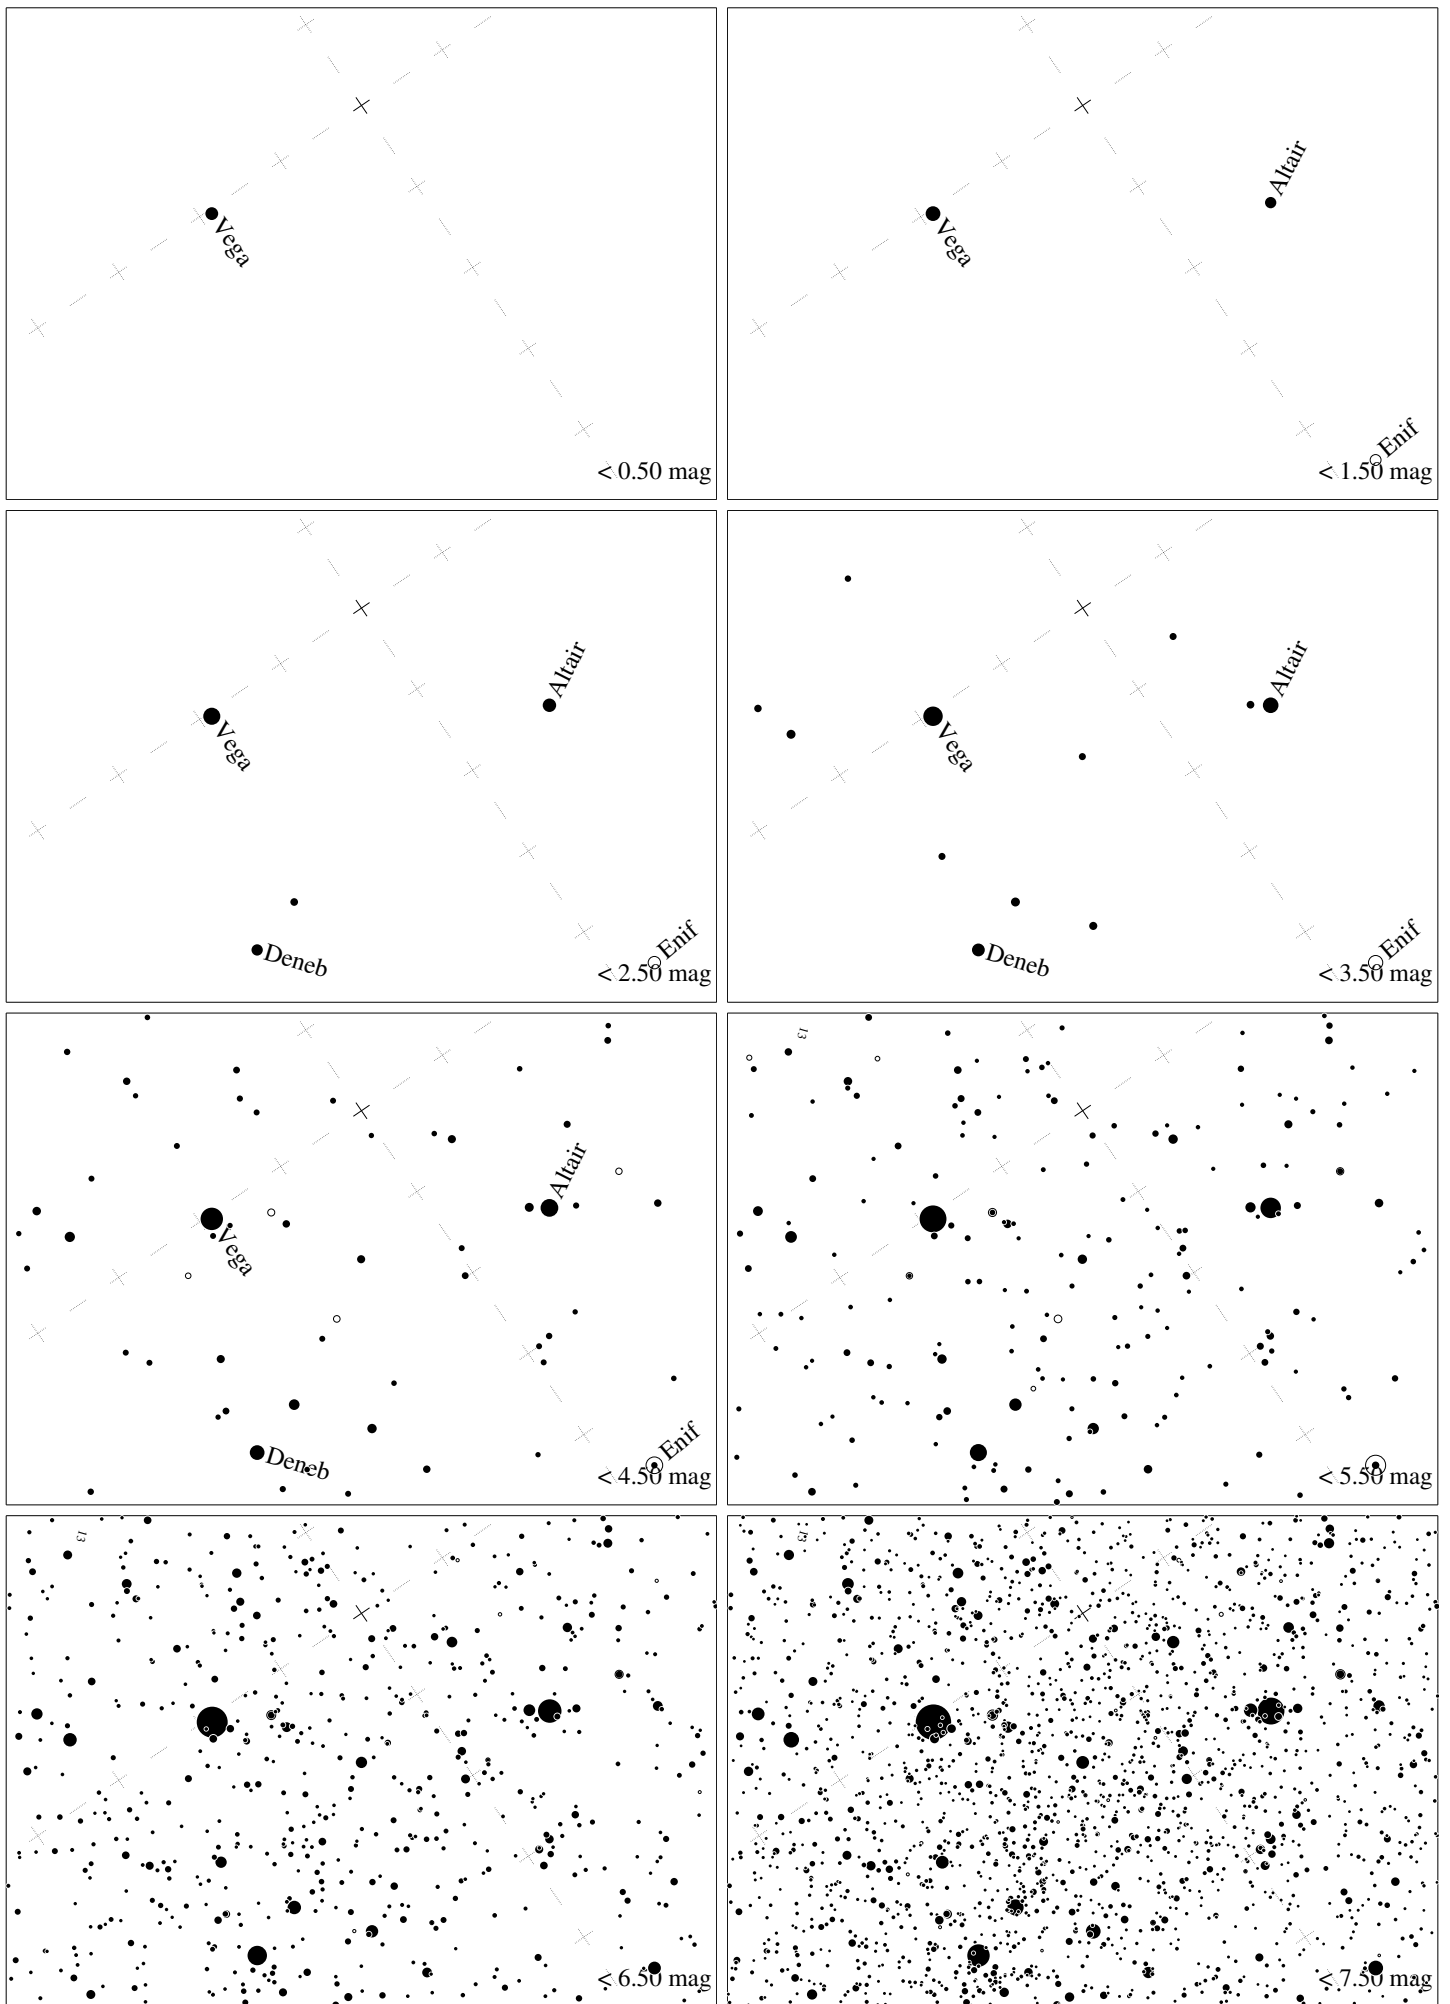 Vega
< 0.50 mag
Altair
Vega
Enif
< 1.50 mag
Altair
Vega
Deneb
Enif
< 2.50 mag
Altair
Vega
Deneb
Enif
< 3.50 mag
Altair
Vega
Deneb
Enif
< 4.50 mag
13
< 5.50 mag
13
< 6.50 mag
13
< 7.50 mag